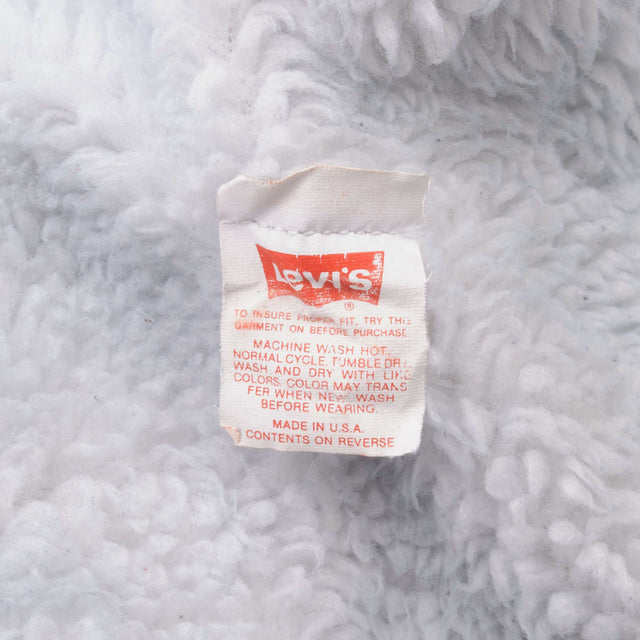 Levi's
®
TO INSURE PROPER FIT, TRY THIS
GARMENT ON BEFORE PURCHASE.
MACHINE WASH HOT,
NORMAL CYCLE. TUMBLE DRY.
WASH AND DRY WITH LIKE
COLORS. COLOR MAY TRANS
FER WHEN NEW. WASH
BEFORE WEARING.
MADE IN U.S.A.
CONTENTS ON REVERSE